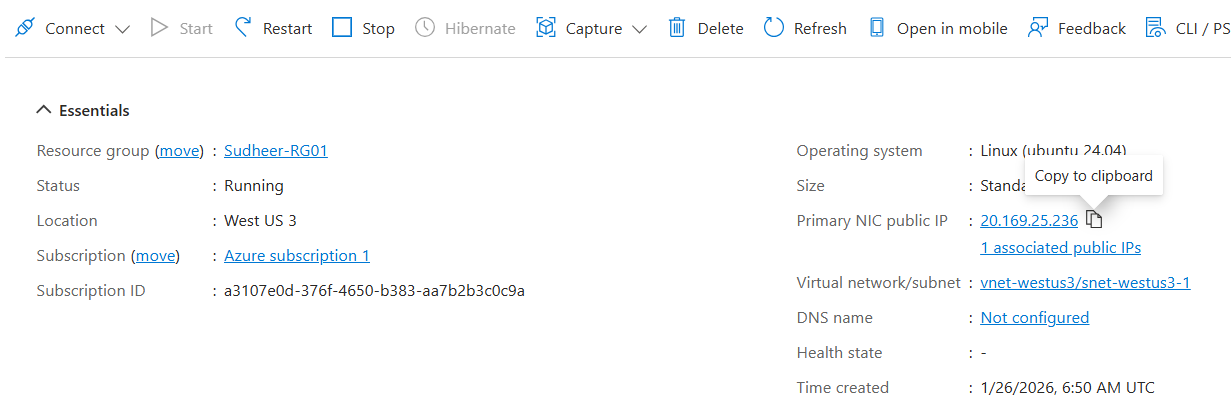 Connect Start Restart Stop Hibernate Capture Delete Refresh Open in mobile Feedback CLI / PS
Essentials
Resource group (move) : Sudheer-RG01
Status : Running
Location : West US 3
Subscription (move) : Azure subscription 1
Subscription ID : a3107e0d-376f-4650-b383-aa7b2b3c0c9a
Operating system : Linux (ubuntu 24.04)
Copy to clipboard
Size : Standa
Primary NIC public IP : 20.169.25.236
1 associated public IPs
Virtual network/subnet : vnet-westus3/snet-westus3-1
DNS name : Not configured
Health state : -
Time created : 1/26/2026, 6:50 AM UTC